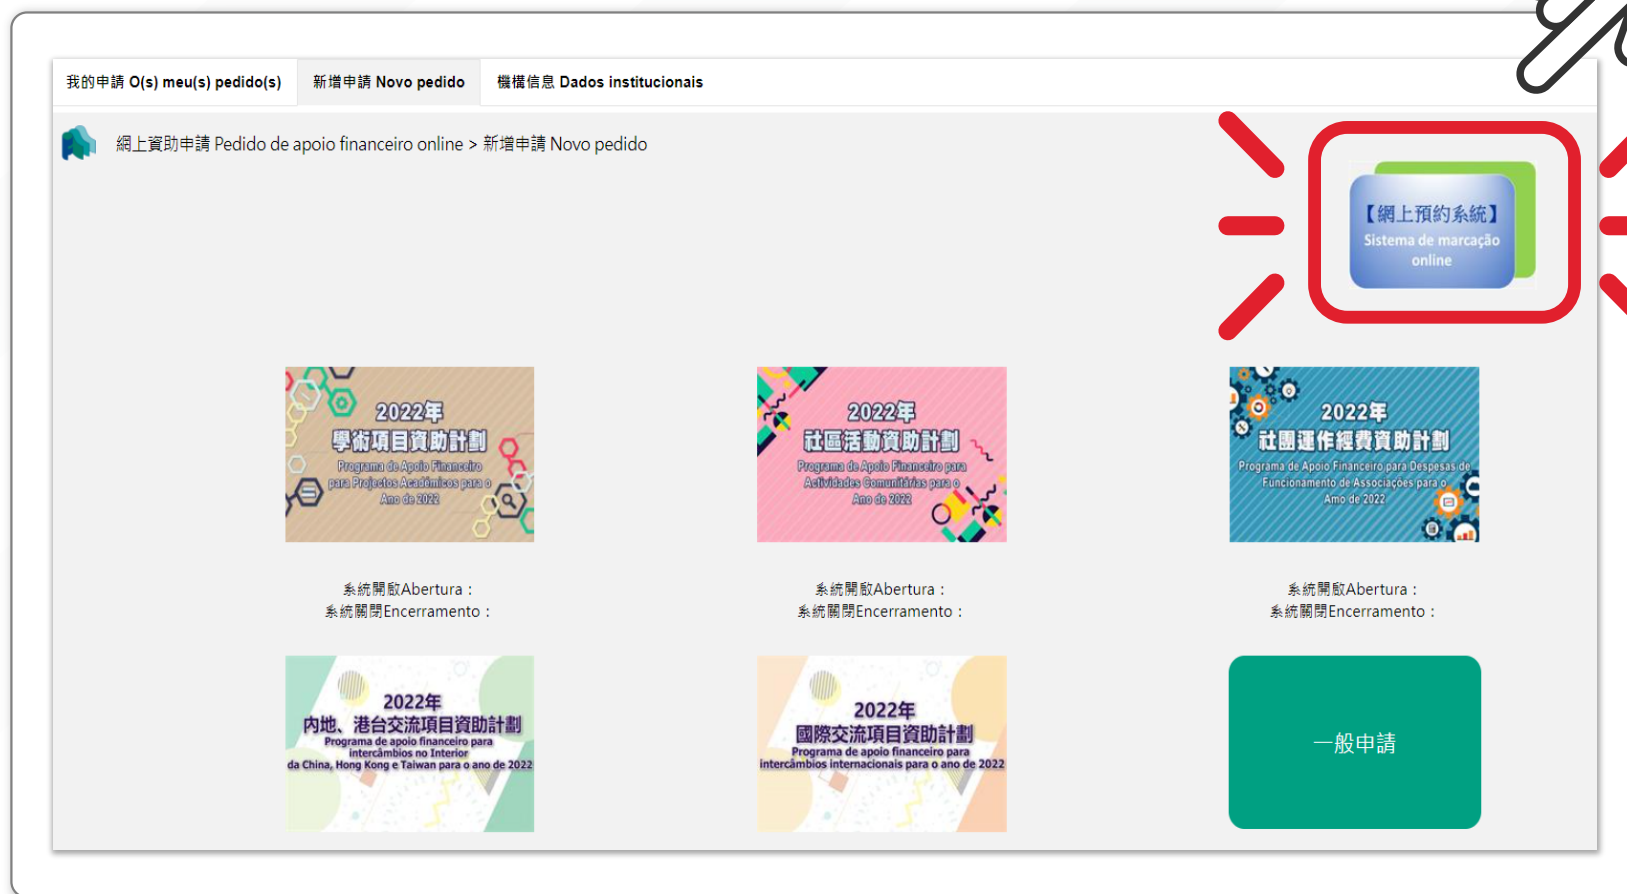 我的申請 O(s) meu(s) pedido(s)
新增申請 Novo pedido
機構信息 Dados institucionais
網上資助申請 Pedido de apoio financeiro online > 新增申請 Novo pedido
【網上預約系統】
Sistema de marcação
online
2022年
學術項目資助計劃
Programa de Apoio Financeiro
para Projectos Académicos para o
Ano de 2022
2022年
社區活動資助計劃
Programa de Apoio Financeiro para
Actividades Comunitárias para o
Ano de 2022
2022年
社團運作經費資助計劃
Programa de Apoio Financeiro para Despesas de
Funcionamento de Associações para o
Amo de 2022
系統開啟Abertura：
系統關閉Encerramento：
系統開啟Abertura：
系統關閉Encerramento：
系統開啟Abertura：
系統關閉Encerramento：
2022年
內地、港台交流項目資助計劃
Programa de apoio financeiro para
intercâmbios no Interior
da China, Hong Kong e Taiwan para o ano de 2022
2022年
國際交流項目資助計劃
Programa de apoio financeiro para
intercâmbios internacionais para o ano de 2022
一般申請